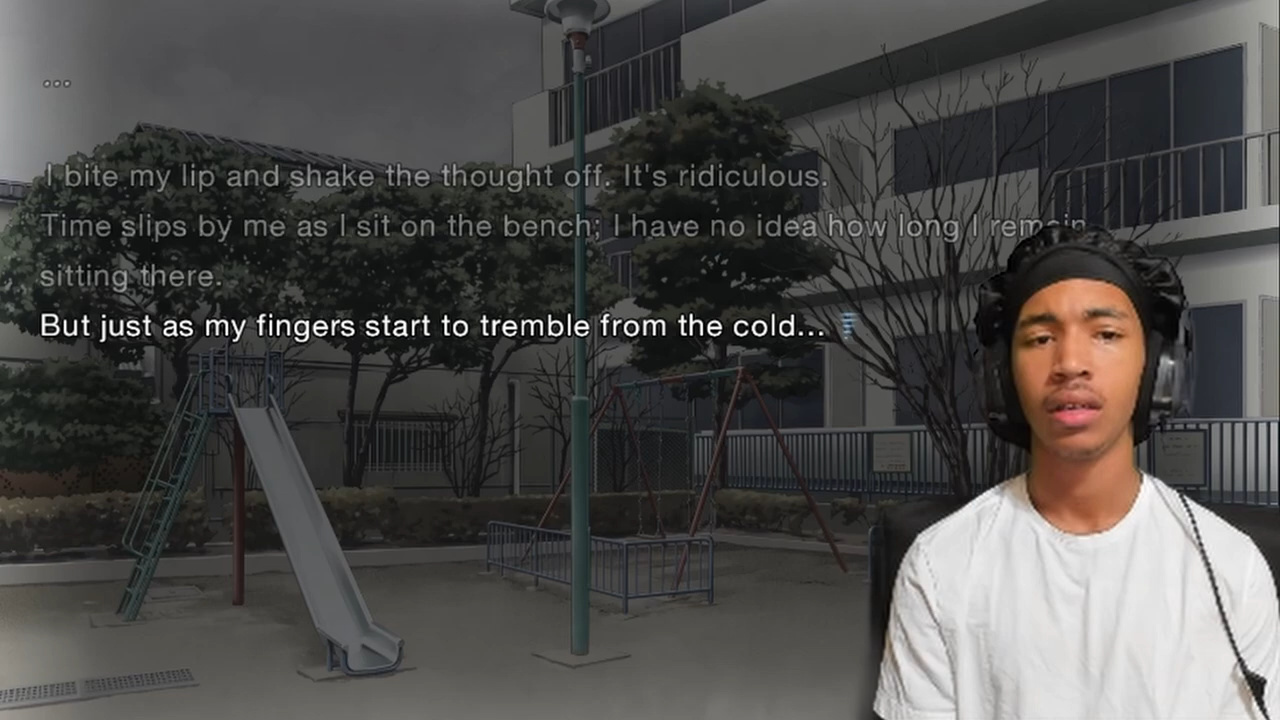 ...
I bite my lip and shake the thought off. It's ridiculous.
Time slips by me as I sit on the bench; I have no idea how long I remain
sitting there.
But just as my fingers start to tremble from the cold...